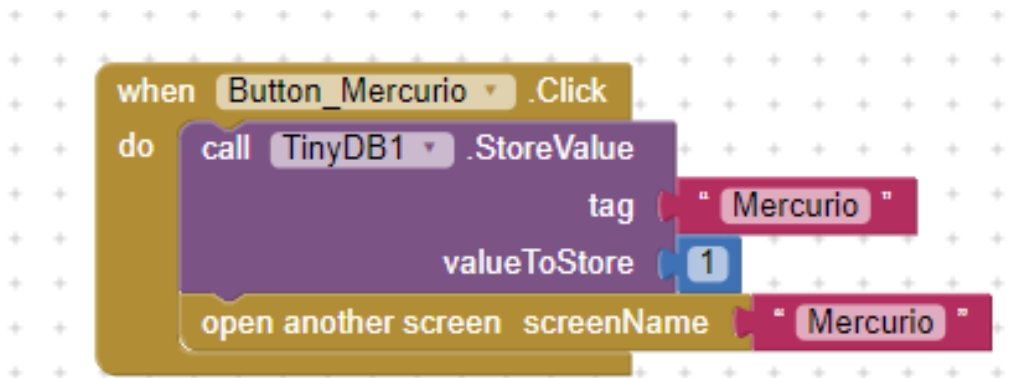 when Button_Mercurio .Click
do call TinyDB1 .StoreValue
tag " Mercurio "
valueToStore 1
open another screen screenName " Mercurio "